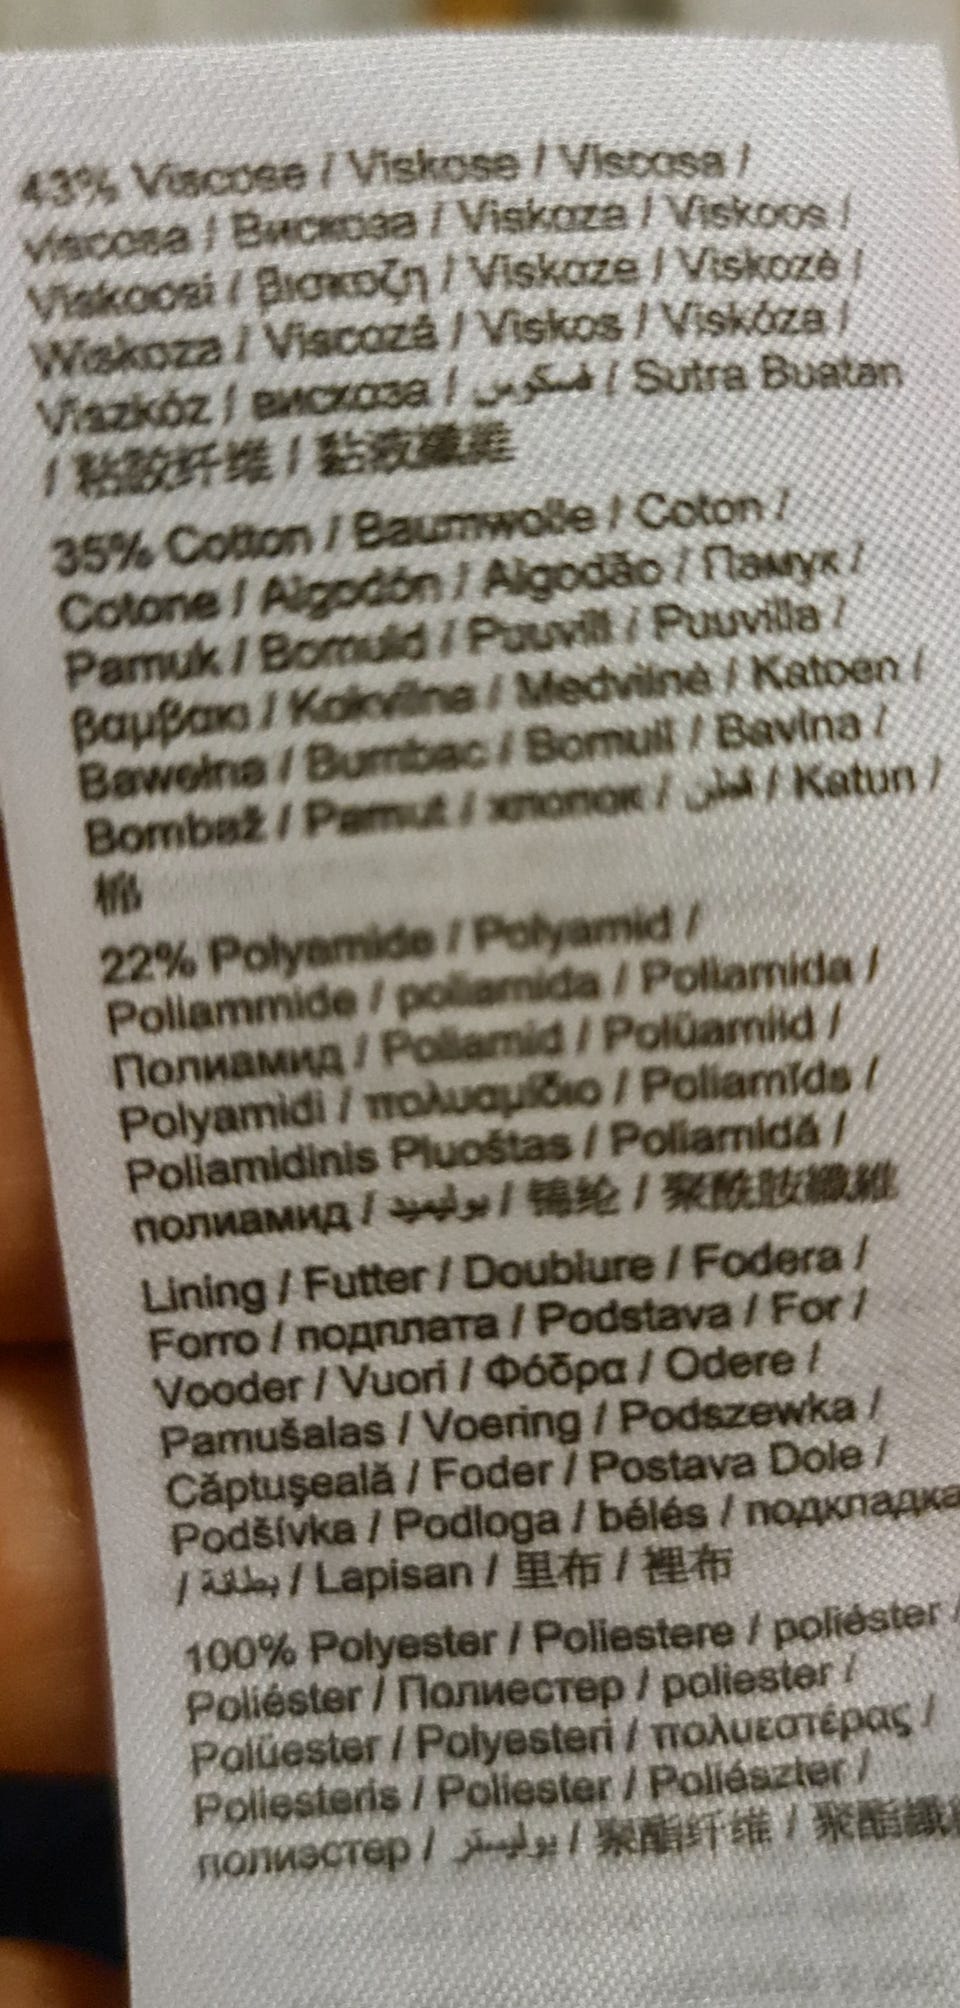 43% Viscose / Viskose / Viscosa /
viscosa / Вискоза / Viskoza / Viskoos /
Viskoosi / βισκοζη / Viskoze / Viskozė /
Wiskoza / Viscoză / Viskos / Viskóza /
Viszkóz / вискоза / فسكوس / Sutra Buatan
/ 粘胶纤维 / 黏液纖維
35% Cotton / Baumwolle / Coton /
Cotone / Algodón / Algodão / Памук /
Pamuk / Bomuld / Puuvill / Puuvilla /
βαμβακι / Kokvilna / Medvilnė / Katoen /
Bawełna / Bumbac / Bomull / Bavlna /
Bombaž / Pamut / хлопок / قطن / Katun /
棉
22% Polyamide / Polyamid /
Poliammide / poliamida / Poliamida /
Полиамид / Poliamid / Polüamiid /
Polyamidi / πολυαμίδιο / Poliamīds /
Poliamidinis Pluoštas / Poliamidă /
полиамид / بوليميد / 锦纶 / 聚酰胺纖維
Lining / Futter / Doublure / Fodera /
Forro / подплата / Podstava / For /
Vooder / Vuori / Φόδρα / Odere /
Pamušalas / Voering / Podszewka /
Căptuşeală / Foder / Postava Dole /
Podšívka / Podloga / bélés / подкладка
/ بطانة / Lapisan / 里布 / 裡布
100% Polyester / Poliestere / poliéster /
Poliéster / Полиестер / poliester /
Polüester / Polyesteri / πολυεστέρας /
Poliesteris / Poliester / Poliészter /
полиэстер / بوليستر / 聚酯纤维 / 聚酯纖